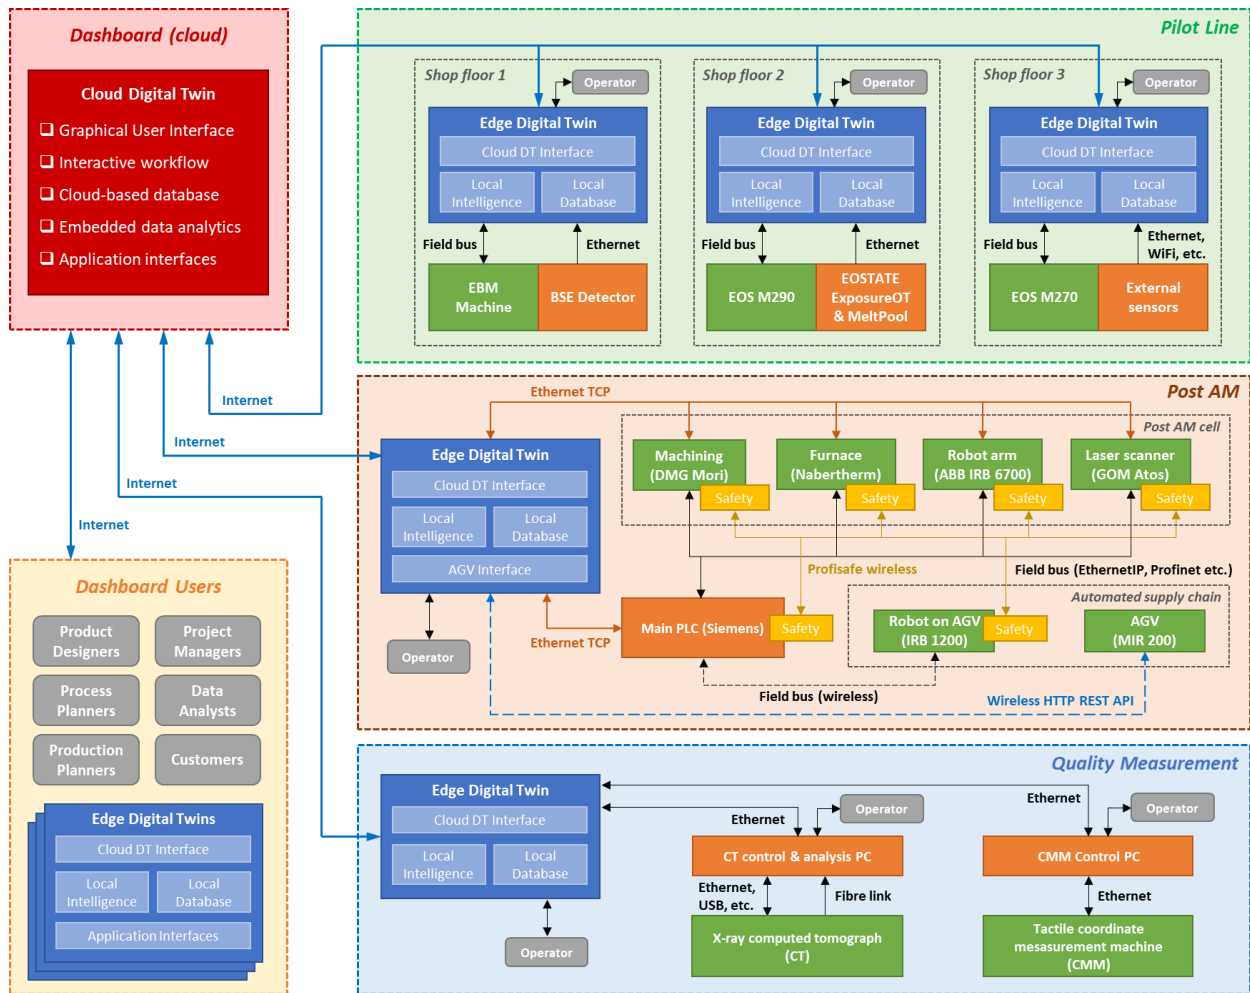 Dashboard (cloud)
Cloud Digital Twin
Graphical User Interface
Interactive workflow
Cloud-based database
Embedded data analytics
Application interfaces
Internet
Internet
Internet
Internet
Dashboard Users
Product
Designers
Project
Managers
Process
Planners
Data
Analysts
Production
Planners
Customers
Edge Digital Twins
Cloud DT Interface
Local
Intelligence
Local
Database
Application Interfaces
Pilot Line
Shop floor 1
Operator
Edge Digital Twin
Cloud DT Interface
Local
Intelligence
Local
Database
Field bus
Ethernet
EBM
Machine
BSE Detector
Shop floor 2
Operator
Edge Digital Twin
Cloud DT Interface
Local
Intelligence
Local
Database
Field bus
Ethernet
EOS M290
EOSTATE
ExposureOT
& MeltPool
Shop floor 3
Operator
Edge Digital Twin
Cloud DT Interface
Local
Intelligence
Local
Database
Field bus
Ethernet,
WiFi, etc.
EOS M270
External
sensors
Post AM
Ethernet TCP
Post AM cell
Edge Digital Twin
Cloud DT Interface
Local
Intelligence
Local
Database
AGV Interface
Machining
(DMG Mori)
Safety
Furnace
(Nabertherm)
Safety
Robot arm
(ABB IRB 6700)
Safety
Laser scanner
(GOM Atos)
Safety
Profisafe wireless
Field bus (EthernetIP, Profinet etc.)
Automated supply chain
Operator
Ethernet TCP
Main PLC (Siemens)
Safety
Robot on AGV
(IRB 1200)
Safety
AGV
(MIR 200)
Field bus (wireless)
Wireless HTTP REST API
Quality Measurement
Edge Digital Twin
Cloud DT Interface
Local
Intelligence
Local
Database
Operator
Ethernet
Operator
CT control & analysis PC
Ethernet,
USB, etc.
Fibre link
X-ray computed tomograph
(CT)
Ethernet
Operator
CMM Control PC
Ethernet
Tactile coordinate
mesasurement machine
(CMM)